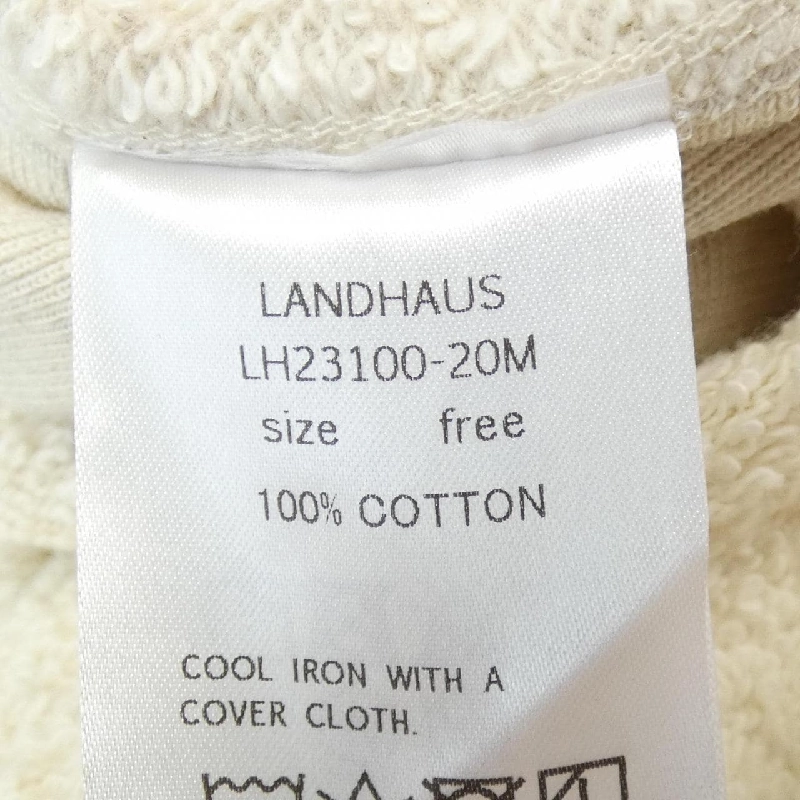 LANDHAUS
LH23100-20M
size free
100% COTTON
COOL IRON WITH A
COVER CLOTH.